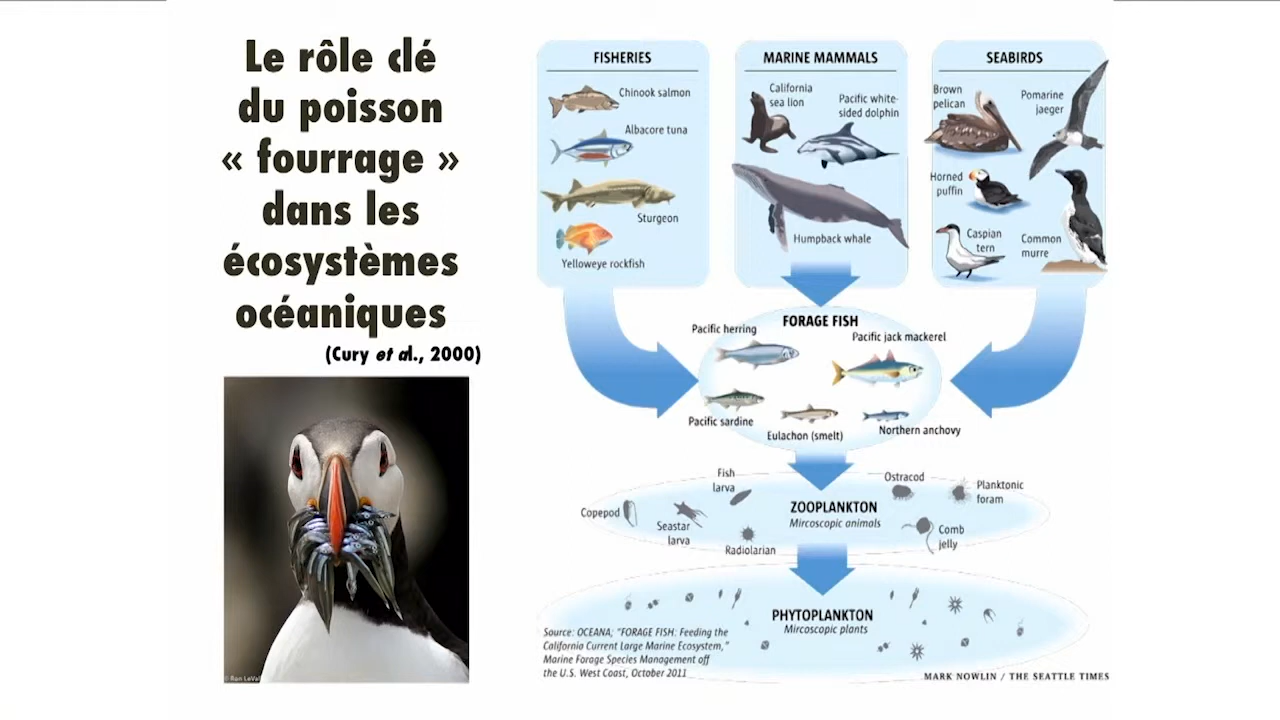 Le rôle clé
du poisson
« fourrage »
dans les
écosystèmes
océaniques
(Cury et al., 2000)
FISHERIES
Chinook salmon
Albacore tuna
Sturgeon
Yelloweye rockfish
MARINE MAMMALS
California
sea lion
Pacific white-
sided dolphin
Humpback whale
SEABIRDS
Brown
pelican
Pomarine
jaeger
Horned
puffin
Caspian
tern
Common
murre
FORAGE FISH
Pacific herring
Pacific jack mackerel
Pacific sardine
Eulachon (smelt)
Northern anchovy
Fish
larva
Ostracod
Planktonic
foram
Copepod
Seastar
larva
Radiolarian
ZOOPLANKTON
Mircoscopic animals
Comb
jelly
PHYTOPLANKTON
Mircoscopic plants
Source: OCEANA; "FORAGE FISH: Feeding the
California Current Large Marine Ecosystem,"
Marine Forage Species Management off
the U.S. West Coast, October 2011
MARK NOWLIN / THE SEATTLE TIMES